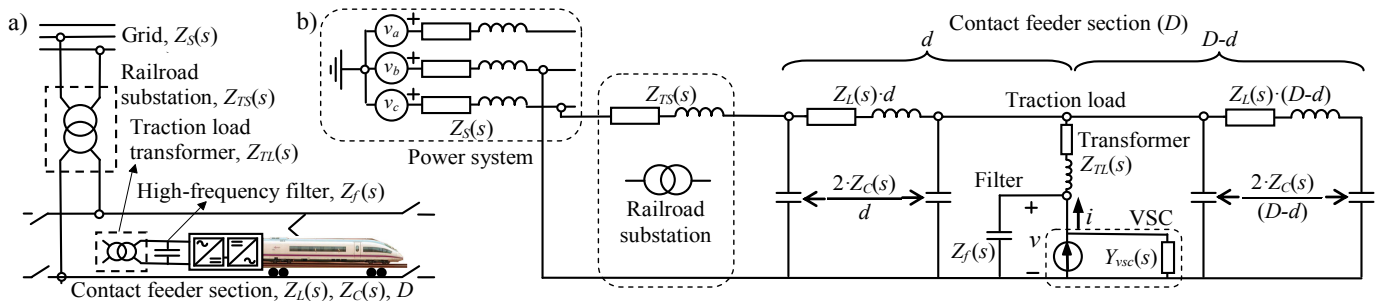 a)
Grid, Z_S(s)
Railroad
substation, Z_TS(s)
Traction load
transformer, Z_TL(s)
High-frequency filter, Z_f(s)
Contact feeder section, Z_L(s), Z_C(s), D
b)
v_a
+
v_b
+
v_c
+
Z_S(s)
Power system
Z_TS(s)
Railroad
substation
Contact feeder section (D)
d
D-d
Z_L(s)·d
Traction load
Z_L(s)·(D-d)
Transformer
Z_TL(s)
2·Z_C(s)
d
Filter
Z_f(s)
+
v
−
i
VSC
Y_vsc(s)
2·Z_C(s)
(D-d)